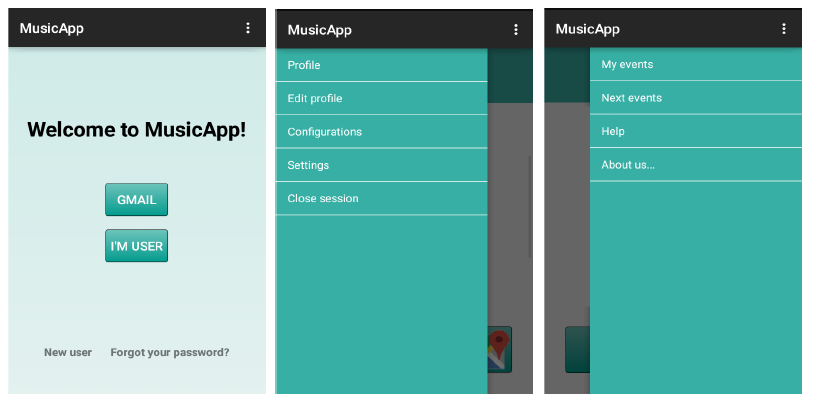 MusicApp
Welcome to MusicApp!
GMAIL
I'M USER
New user
Forgot your password?
MusicApp
Profile
Edit profile
Configurations
Settings
Close session
MusicApp
My events
Next events
Help
About us...